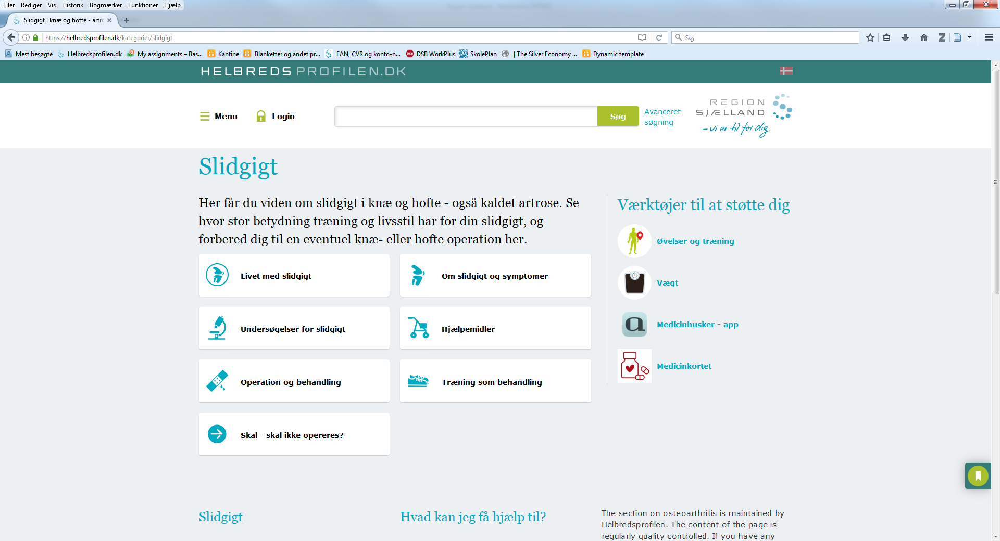 Filer Rediger Vis Historik Bogmærker Funktioner Hjælp
Slidgigt i knæ og hofte - artr
https://helbredsprofilen.dk/kategorier/slidgigt
Søg
Mest besøgte Helbredsprofilen.dk My assignments – Bas... Kantine Blanketter og andet pr... EAN, CVR og konto-n... DSB WorkPlus SkolePlan | The Silver Economy ... Dynamic template
HELBREDSPROFILEN.DK
Menu
Login
Søg
Avanceret
søgning
REGION
SJÆLLAND
- vi er til for dig
Slidgigt
Her får du viden om slidgigt i knæ og hofte - også kaldet artrose. Se
hvor stor betydning træning og livsstil har for din slidgigt, og
forbered dig til en eventuel knæ- eller hofte operation her.
Livet med slidgigt
Om slidgigt og symptomer
Undersøgelser for slidgigt
Hjælpemidler
Operation og behandling
Træning som behandling
Skal - skal ikke opereres?
Værktøjer til at støtte dig
Øvelser og træning
Vægt
a
Medicinhusker - app
Medicinkortet
Slidgigt
Hvad kan jeg få hjælp til?
The section on osteoarthritis is maintained by
Helbredsprofilen. The content of the page is
regularly quality controlled. If you have any